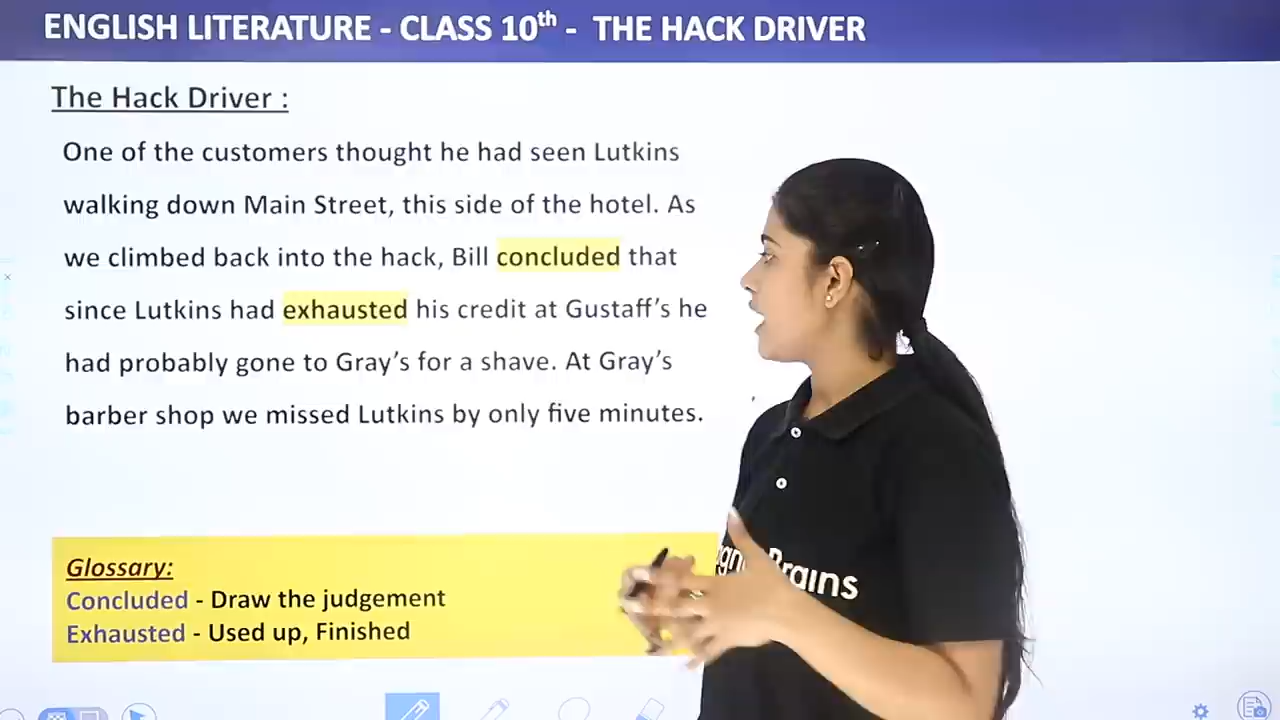 ENGLISH LITERATURE - CLASS 10th - THE HACK DRIVER
The Hack Driver :
One of the customers thought he had seen Lutkins
walking down Main Street, this side of the hotel. As
we climbed back into the hack, Bill concluded that
since Lutkins had exhausted his credit at Gustaff's he
had probably gone to Gray's for a shave. At Gray's
barber shop we missed Lutkins by only five minutes.
Glossary:
Concluded - Draw the judgement
Exhausted - Used up, Finished
Brains